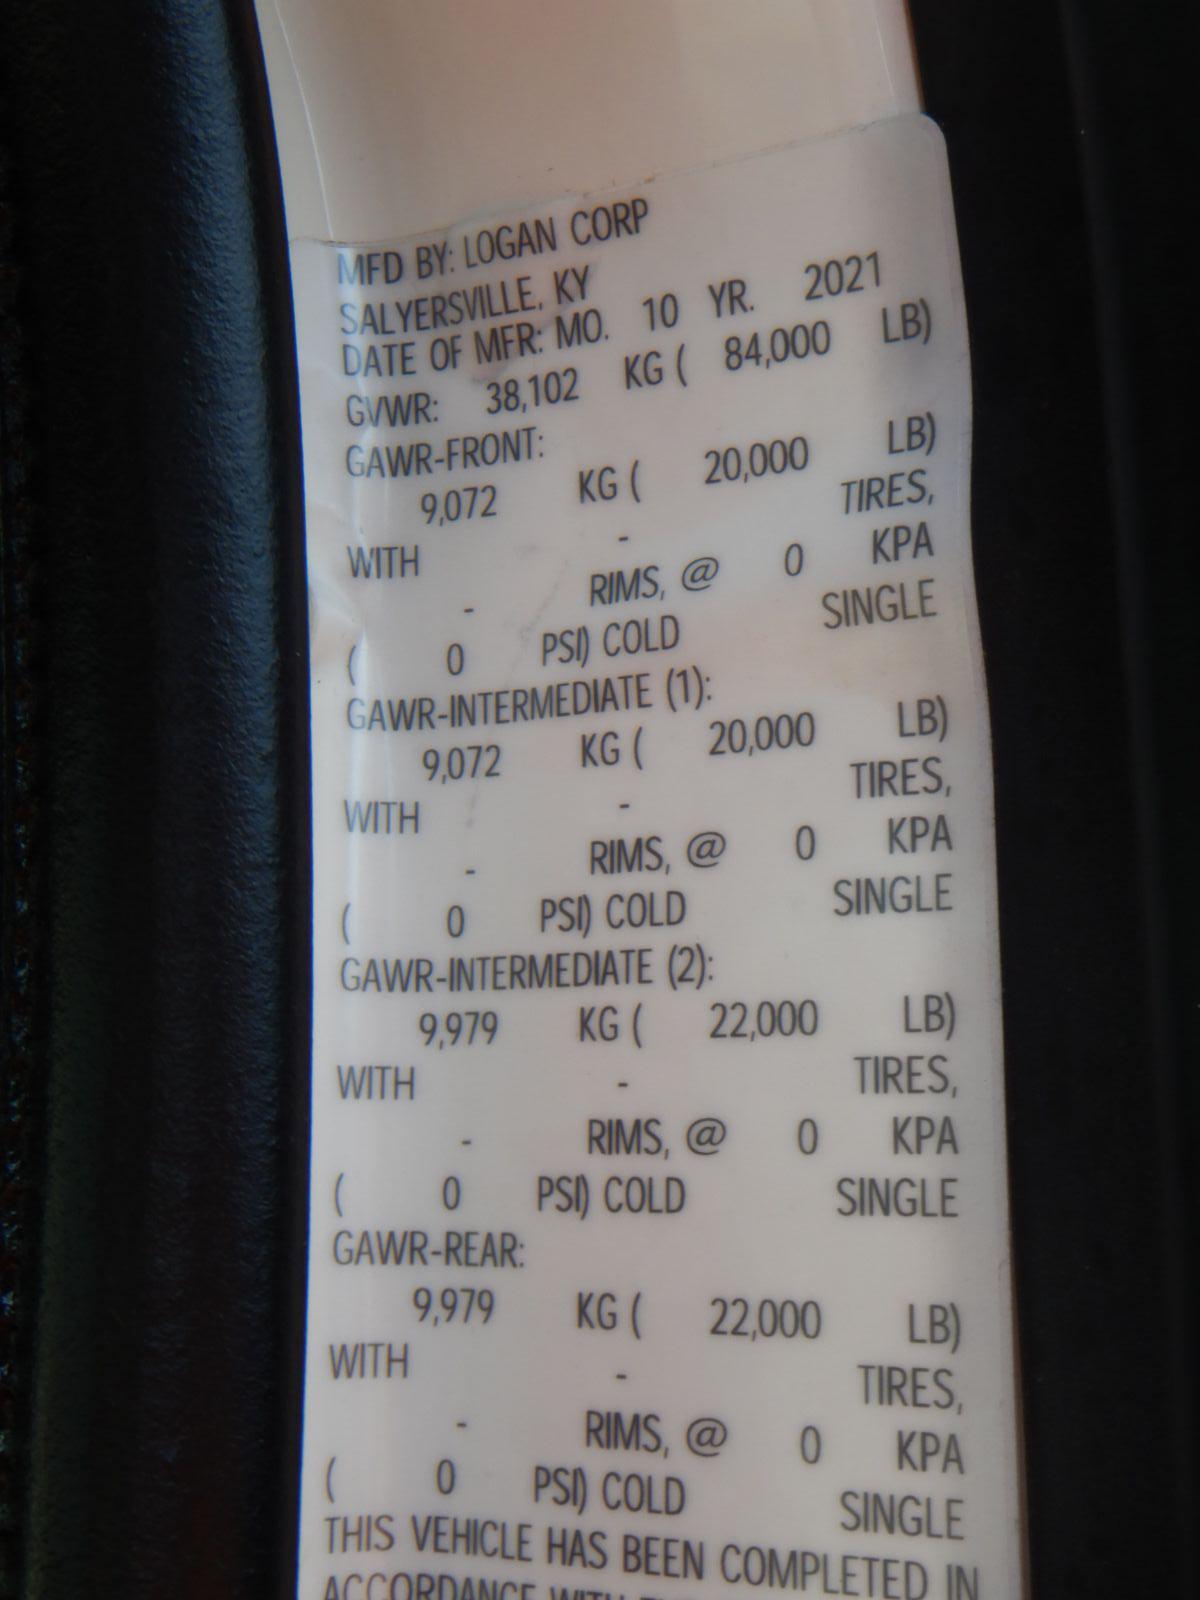 MFD BY: LOGAN CORP
SALYERSVILLE, KY
DATE OF MFR: MO. 10 YR. 2021
GVWR: 38,102 KG ( 84,000 LB)
GAWR-FRONT:
9,072 KG ( 20,000 LB)
WITH - TIRES,
- RIMS, @ 0 KPA
( 0 PSI) COLD SINGLE
GAWR-INTERMEDIATE (1):
9,072 KG ( 20,000 LB)
WITH - TIRES,
- RIMS, @ 0 KPA
( 0 PSI) COLD SINGLE
GAWR-INTERMEDIATE (2):
9,979 KG ( 22,000 LB)
WITH - TIRES,
- RIMS, @ 0 KPA
( 0 PSI) COLD SINGLE
GAWR-REAR:
9,979 KG ( 22,000 LB)
WITH - TIRES,
- RIMS, @ 0 KPA
( 0 PSI) COLD SINGLE
THIS VEHICLE HAS BEEN COMPLETED IN
ACCORDANCE WITH